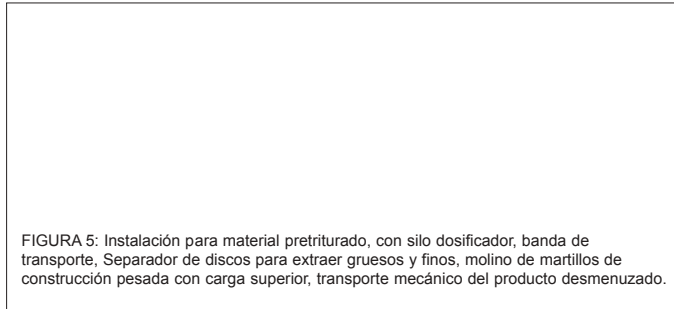 FIGURA 5: Instalación para material pretriturado, con silo dosificador, banda de
transporte, Separador de discos para extraer gruesos y finos, molino de martillos de
construcción pesada con carga superior, transporte mecánico del producto desmenuzado.